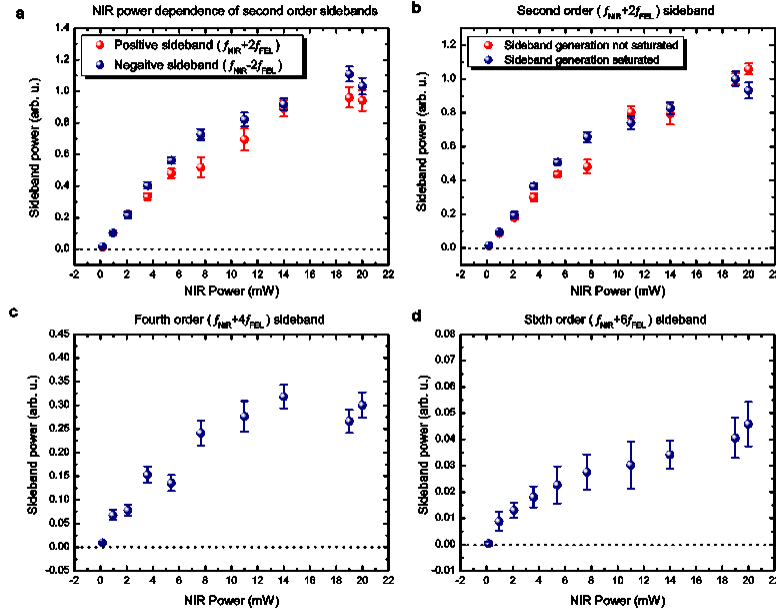 a
NIR power dependence of second order sidebands
Positive sideband (fNIR+2fFEL)
Negaitve sideband (fNIR-2fFEL)
Sideband power (arb. u.)
1.4
1.2
1.0
0.8
0.6
0.4
0.2
0.0
-2 0 2 4 6 8 10 12 14 16 18 20 22
NIR Power (mW)
b
Second order (fNIR+2fFEL) sideband
Sideband generation not saturated
Sideband generation saturated
Sideband power (arb. u.)
1.2
1.0
0.8
0.6
0.4
0.2
0.0
-2 0 2 4 6 8 10 12 14 16 18 20 22
NIR Power (mW)
c
Fourth order (fNIR+4fFEL) sideband
Sideband power (arb. u.)
0.45
0.40
0.35
0.30
0.25
0.20
0.15
0.10
0.05
0.00
-0.05
-2 0 2 4 6 8 10 12 14 16 18 20 22
NIR Power (mW)
d
Sixth order (fNIR+6fFEL) sideband
Sideband power (arb. u.)
0.08
0.07
0.06
0.05
0.04
0.03
0.02
0.01
0.00
-0.01
-2 0 2 4 6 8 10 12 14 16 18 20 22
NIR Power (mW)